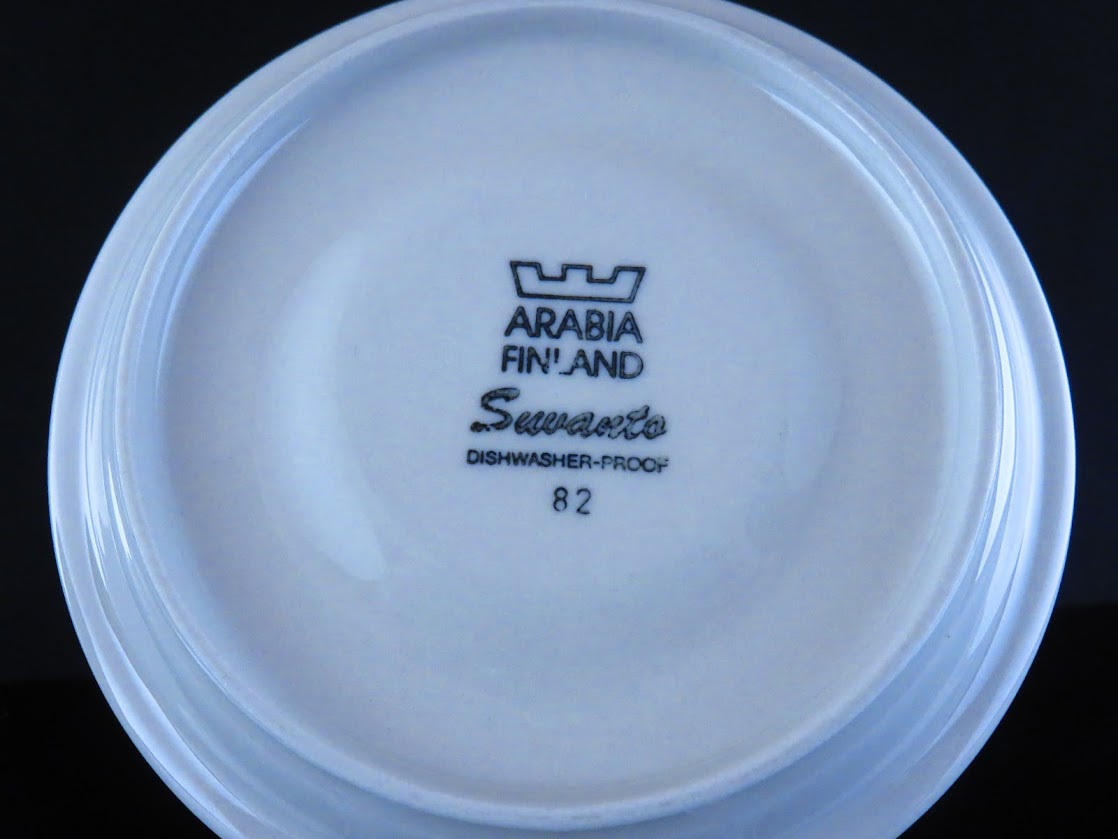 ARABIA
FINLAND
Suvanto
DISHWASHER-PROOF
82